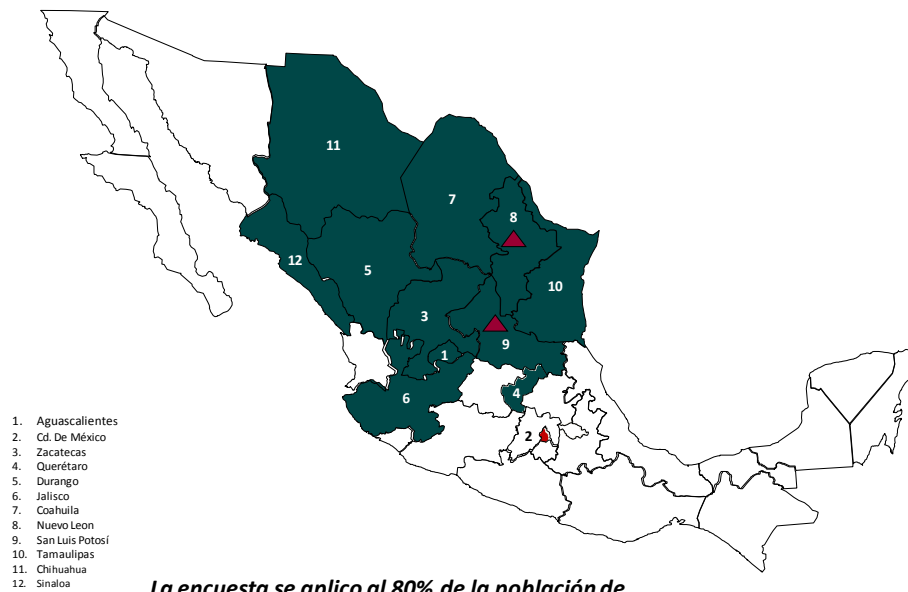 11
7
8
12
5
10
3
9
1
4
6
2
1. Aguascalientes
2. Cd. De México
3. Zacatecas
4. Querétaro
5. Durango
6. Jalisco
7. Coahuila
8. Nuevo Leon
9. San Luis Potosí
10. Tamaulipas
11. Chihuahua
12. Sinaloa
La encuesta se aplico al 80% de la población de